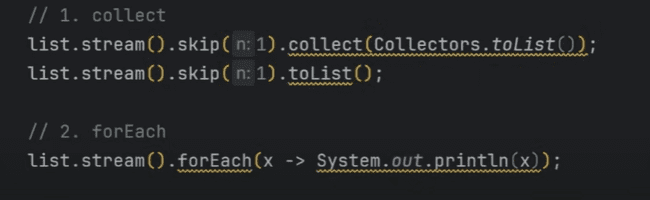 // 1. collect
list.stream().skip( n: 1).collect(Collectors.toList());
list.stream().skip( n: 1).toList();
// 2. forEach
list.stream().forEach(x -> System.out.println(x));